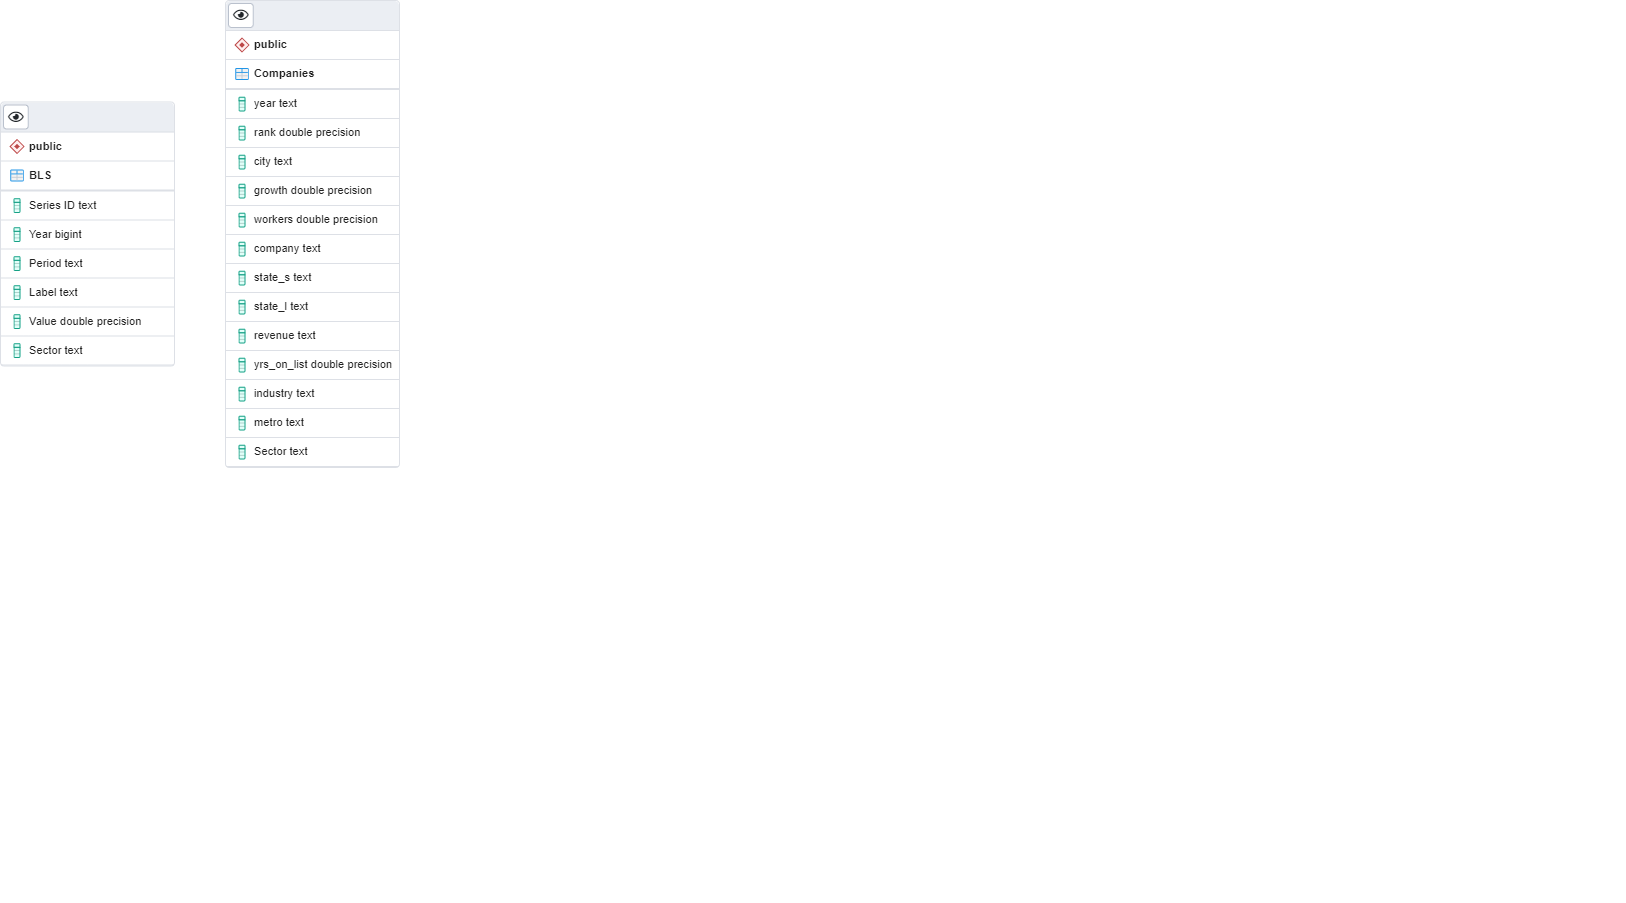 public
BLS
Series ID text
Year bigint
Period text
Label text
Value double precision
Sector text
public
Companies
year text
rank double precision
city text
growth double precision
workers double precision
company text
state_s text
state_l text
revenue text
yrs_on_list double precision
industry text
metro text
Sector text